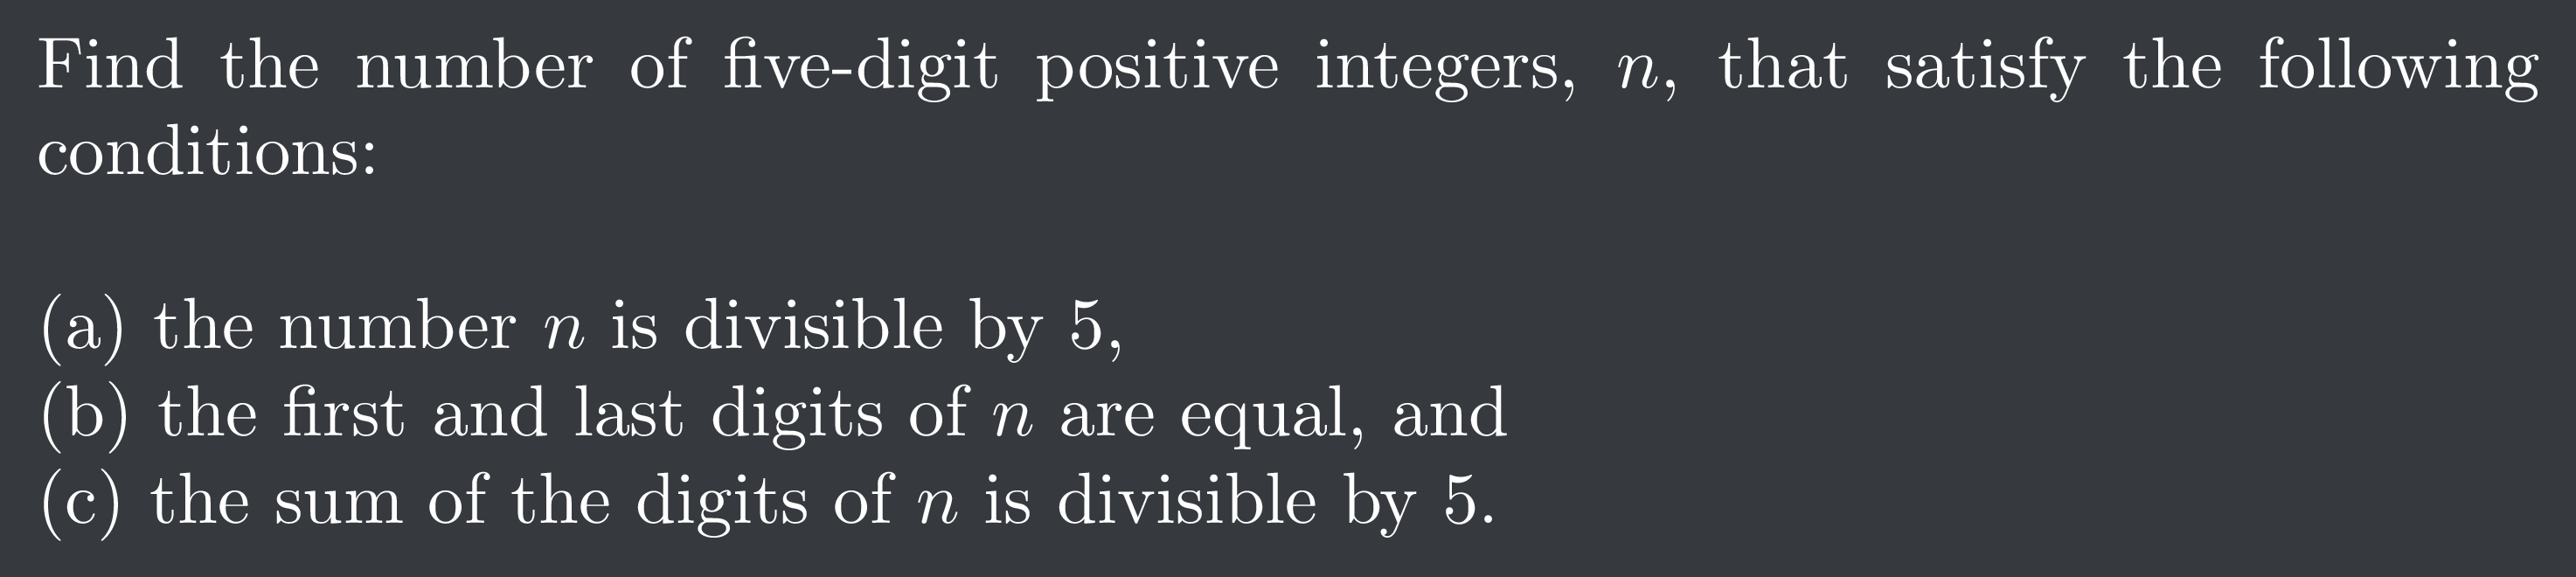 Find the number of five-digit positive integers, n, that satisfy the following
conditions:
(a) the number n is divisible by 5,
(b) the first and last digits of n are equal, and
(c) the sum of the digits of n is divisible by 5.